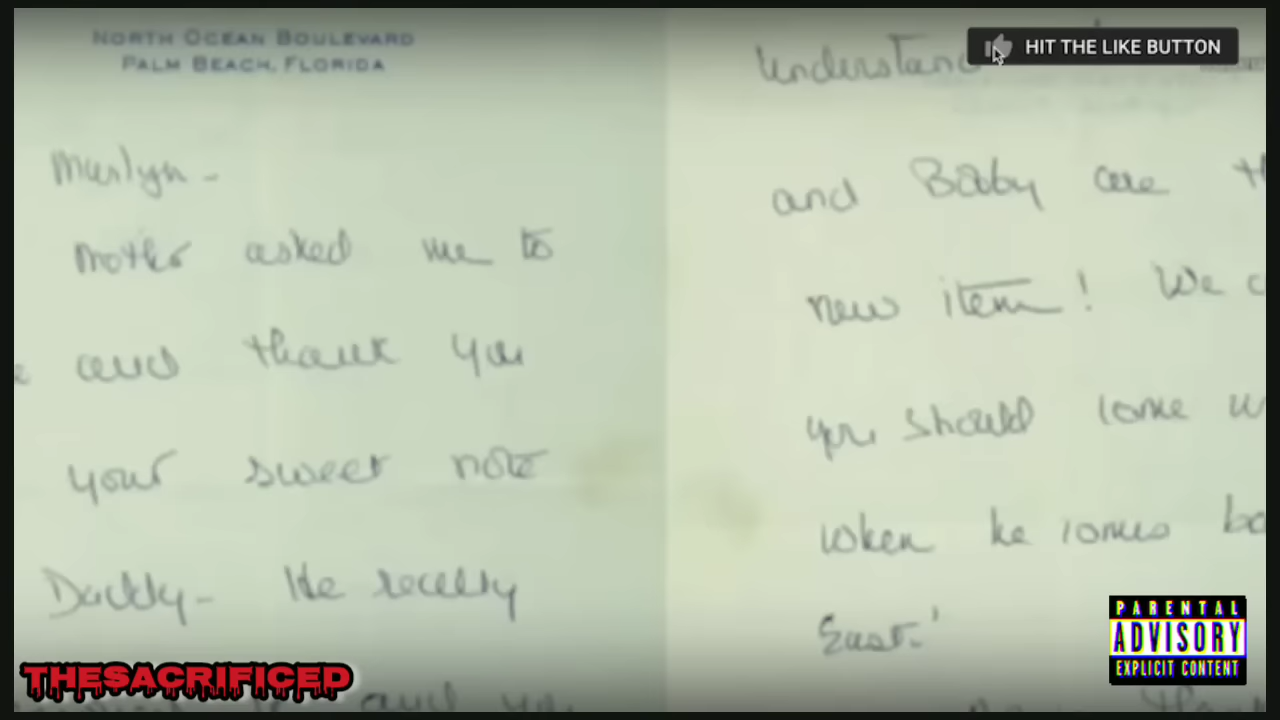 NORTH OCEAN BOULEVARD
PALM BEACH, FLORIDA
Marlyn -
Mother asked me to
and thank you
your sweet note
Daddy - He really
and
Understand
and Baby are
new item! We
you should come
when he comes
East!
HIT THE LIKE BUTTON
THESACRIFICED
PARENTAL
ADVISORY
EXPLICIT CONTENT